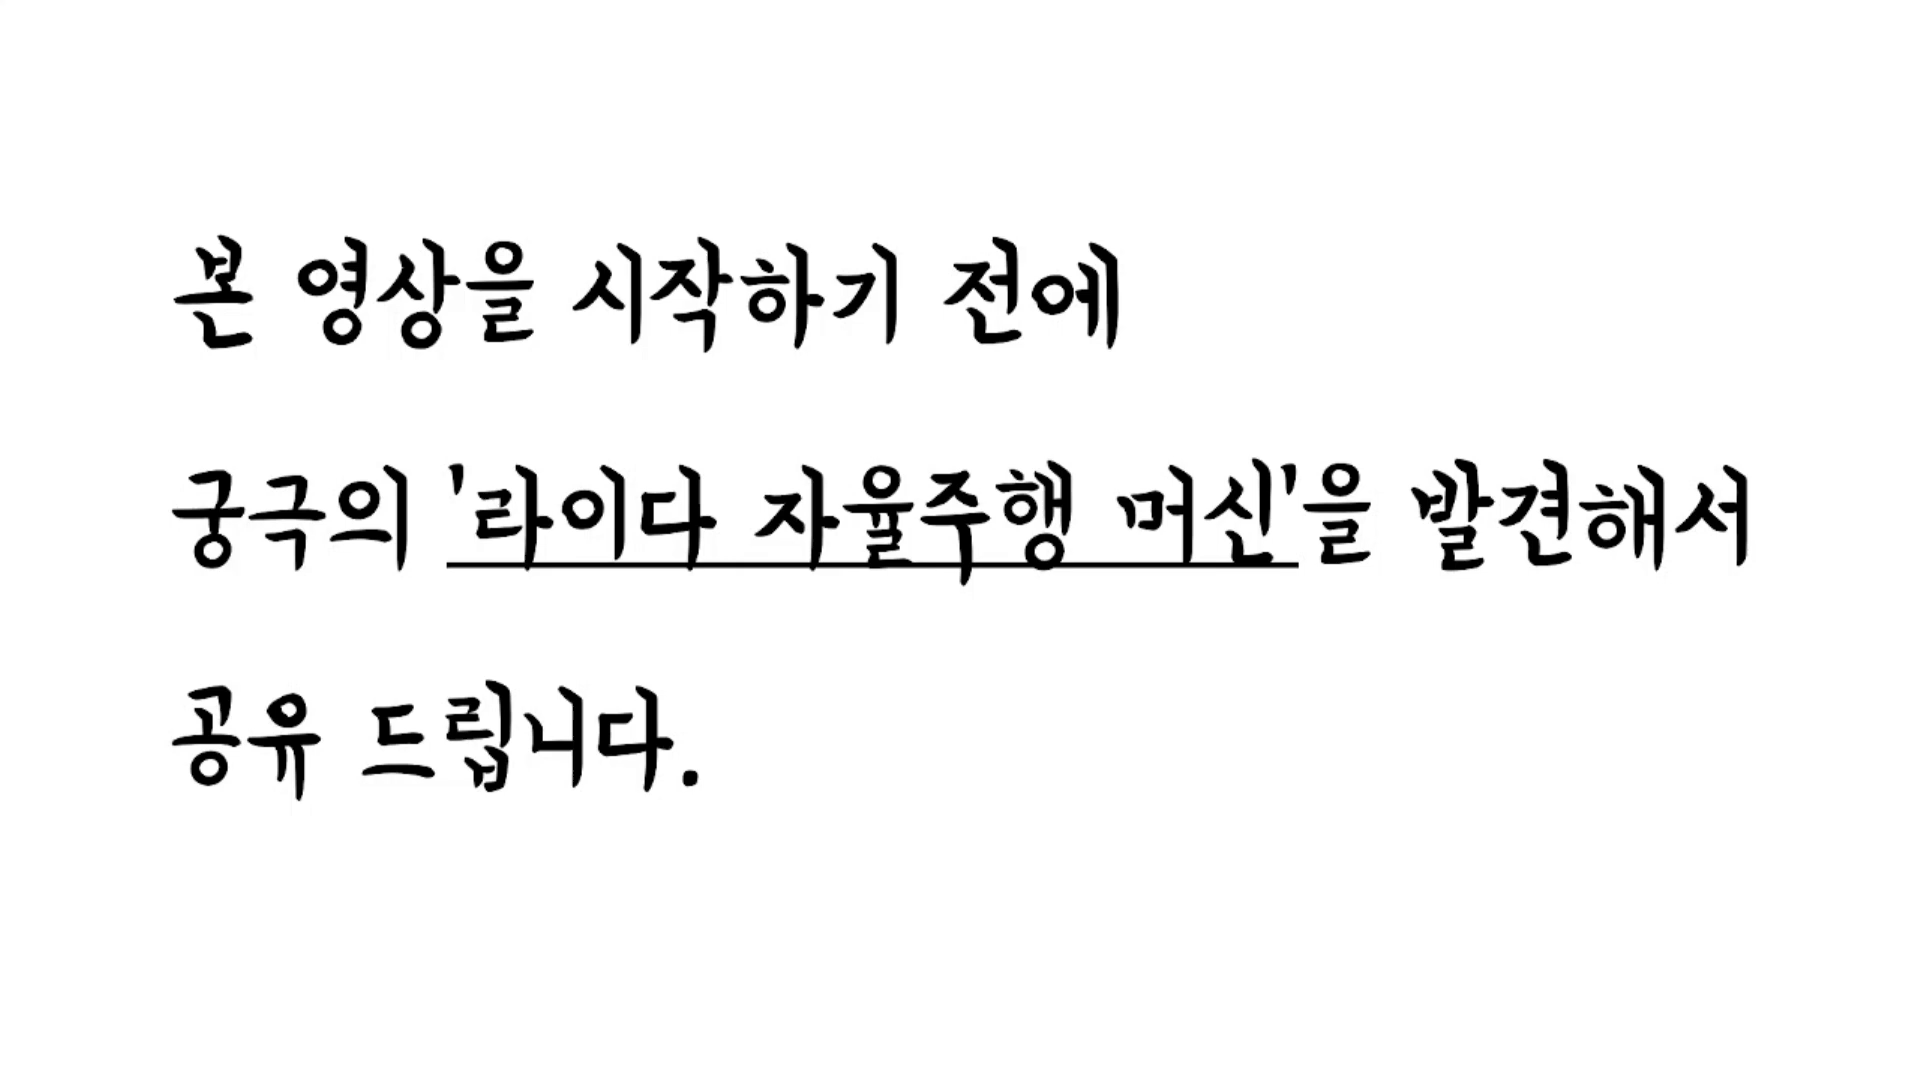 본 영상을 시작하기 전에
궁극의 '라이다 자율주행 머신'을 발견해서
공유 드립니다.